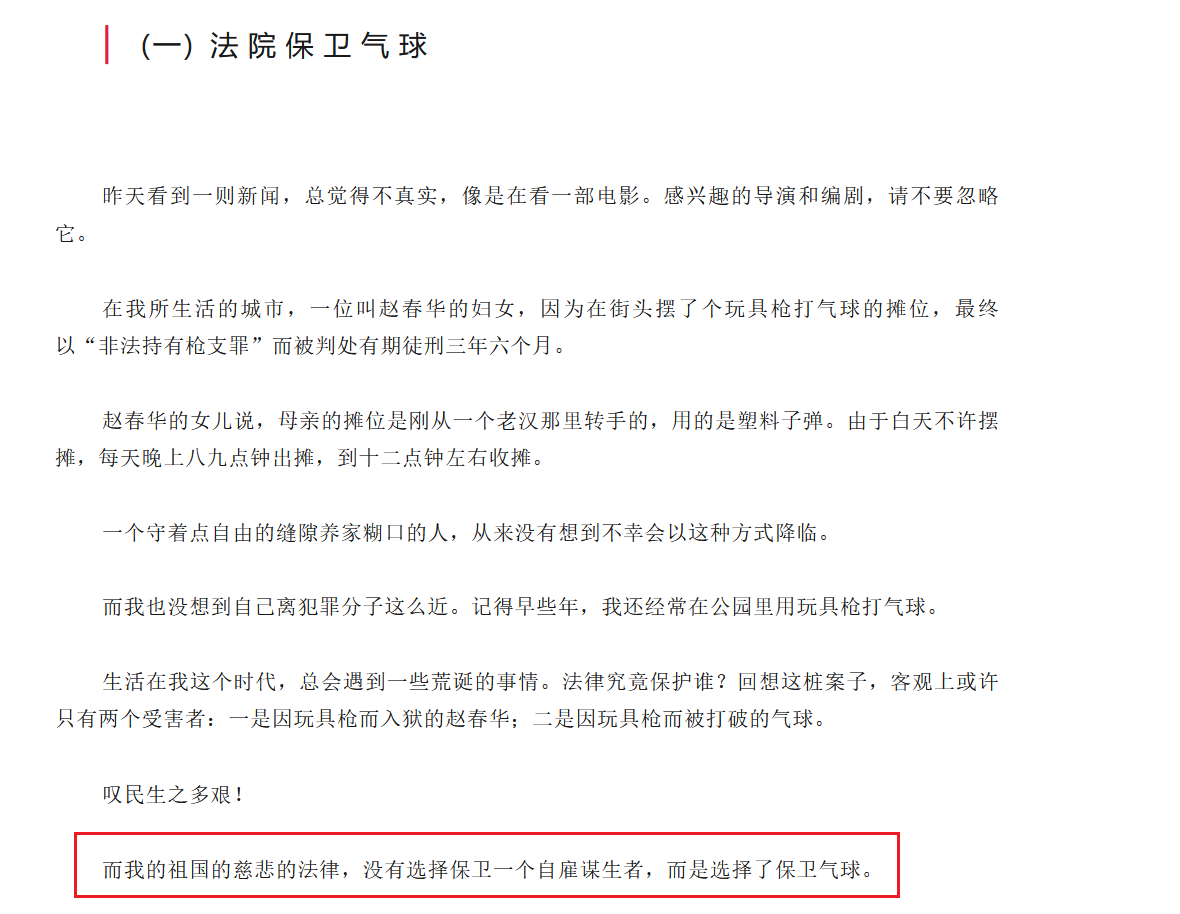 (一) 法院保卫气球
昨天看到一则新闻，总觉得不真实，像是在看一部电影。感兴趣的导演和编剧，请不要忽略
它。
在我所生活的城市，一位叫赵春华的妇女，因为在街头摆了个玩具枪打气球的摊位，最终
以“非法持有枪支罪”而被判处有期徒刑三年六个月。
赵春华的女儿说，母亲的摊位是刚从一个老汉那里转手的，用的是塑料子弹。由于白天不许摆
摊，每天晚上八九点钟出摊，到十二点钟左右收摊。
一个守着点自由的缝隙养家糊口的人，从来没有想到不幸会以这种方式降临。
而我也没想到自己离犯罪分子这么近。记得早些年，我还经常在公园里用玩具枪打气球。
生活在我这个时代，总会遇到一些荒诞的事情。法律究竟保护谁？回想这桩案子，客观上或许
只有两个受害者：一是因玩具枪而入狱的赵春华；二是因玩具枪而被打破的气球。
叹民生之多艰！
而我的祖国的慈悲的法律，没有选择保卫一个自雇谋生者，而是选择了保卫气球。